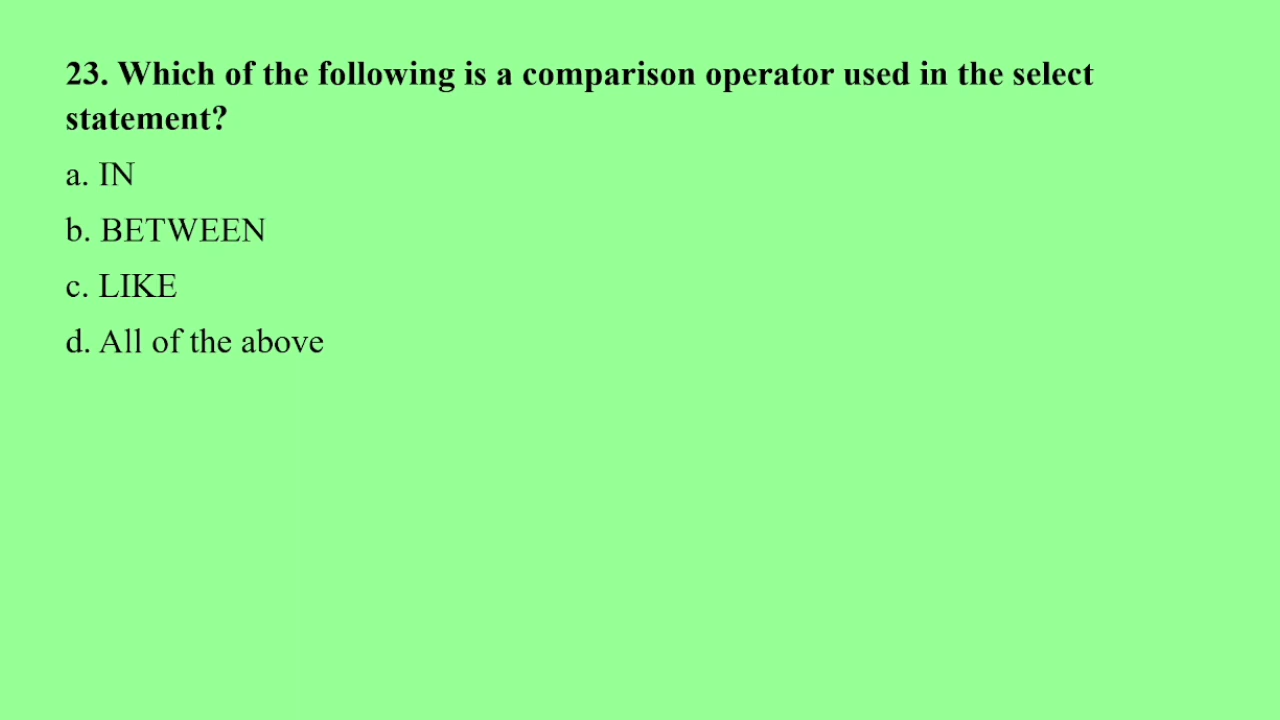 23. Which of the following is a comparison operator used in the select
statement?
a. IN
b. BETWEEN
c. LIKE
d. All of the above